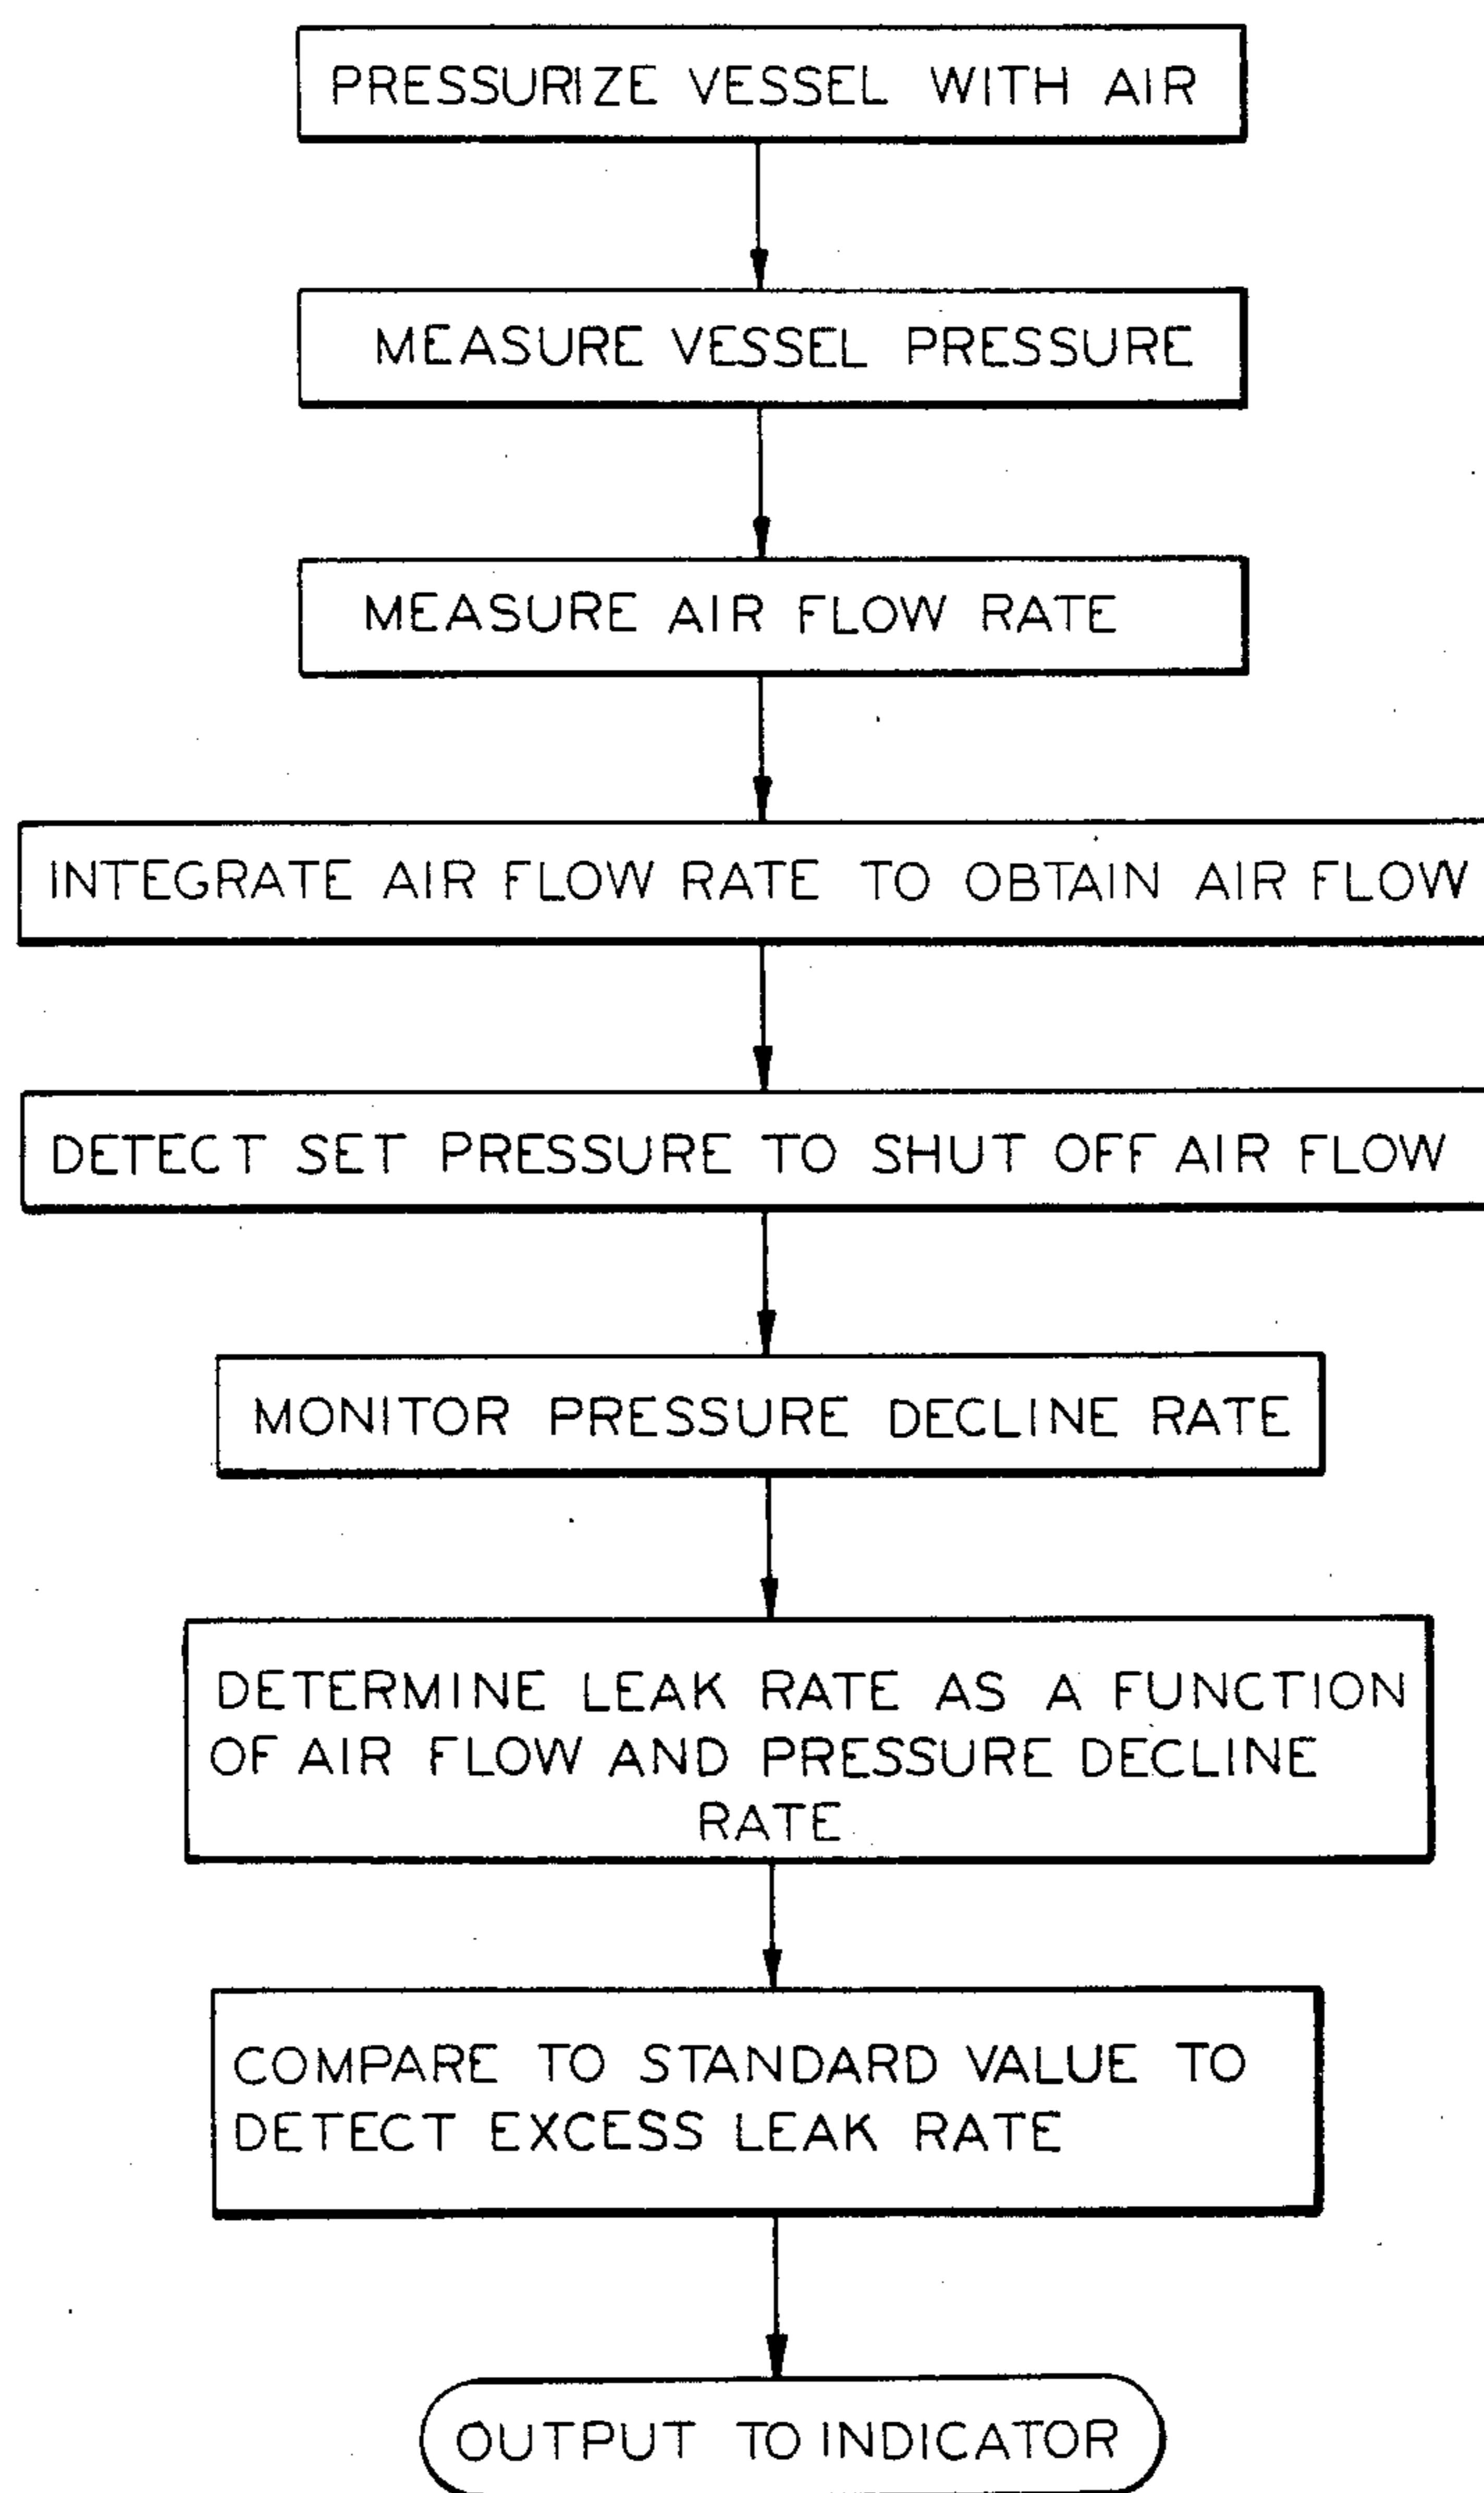 PRESSURIZE VESSEL WITH AIR
MEASURE VESSEL PRESSURE
MEASURE AIR FLOW RATE
INTEGRATE AIR FLOW RATE TO OBTAIN AIR FLOW
DETECT SET PRESSURE TO SHUT OFF AIR FLOW
MONITOR PRESSURE DECLINE RATE
DETERMINE LEAK RATE AS A FUNCTION
OF AIR FLOW AND PRESSURE DECLINE
RATE
COMPARE TO STANDARD VALUE TO
DETECT EXCESS LEAK RATE
OUTPUT TO INDICATOR